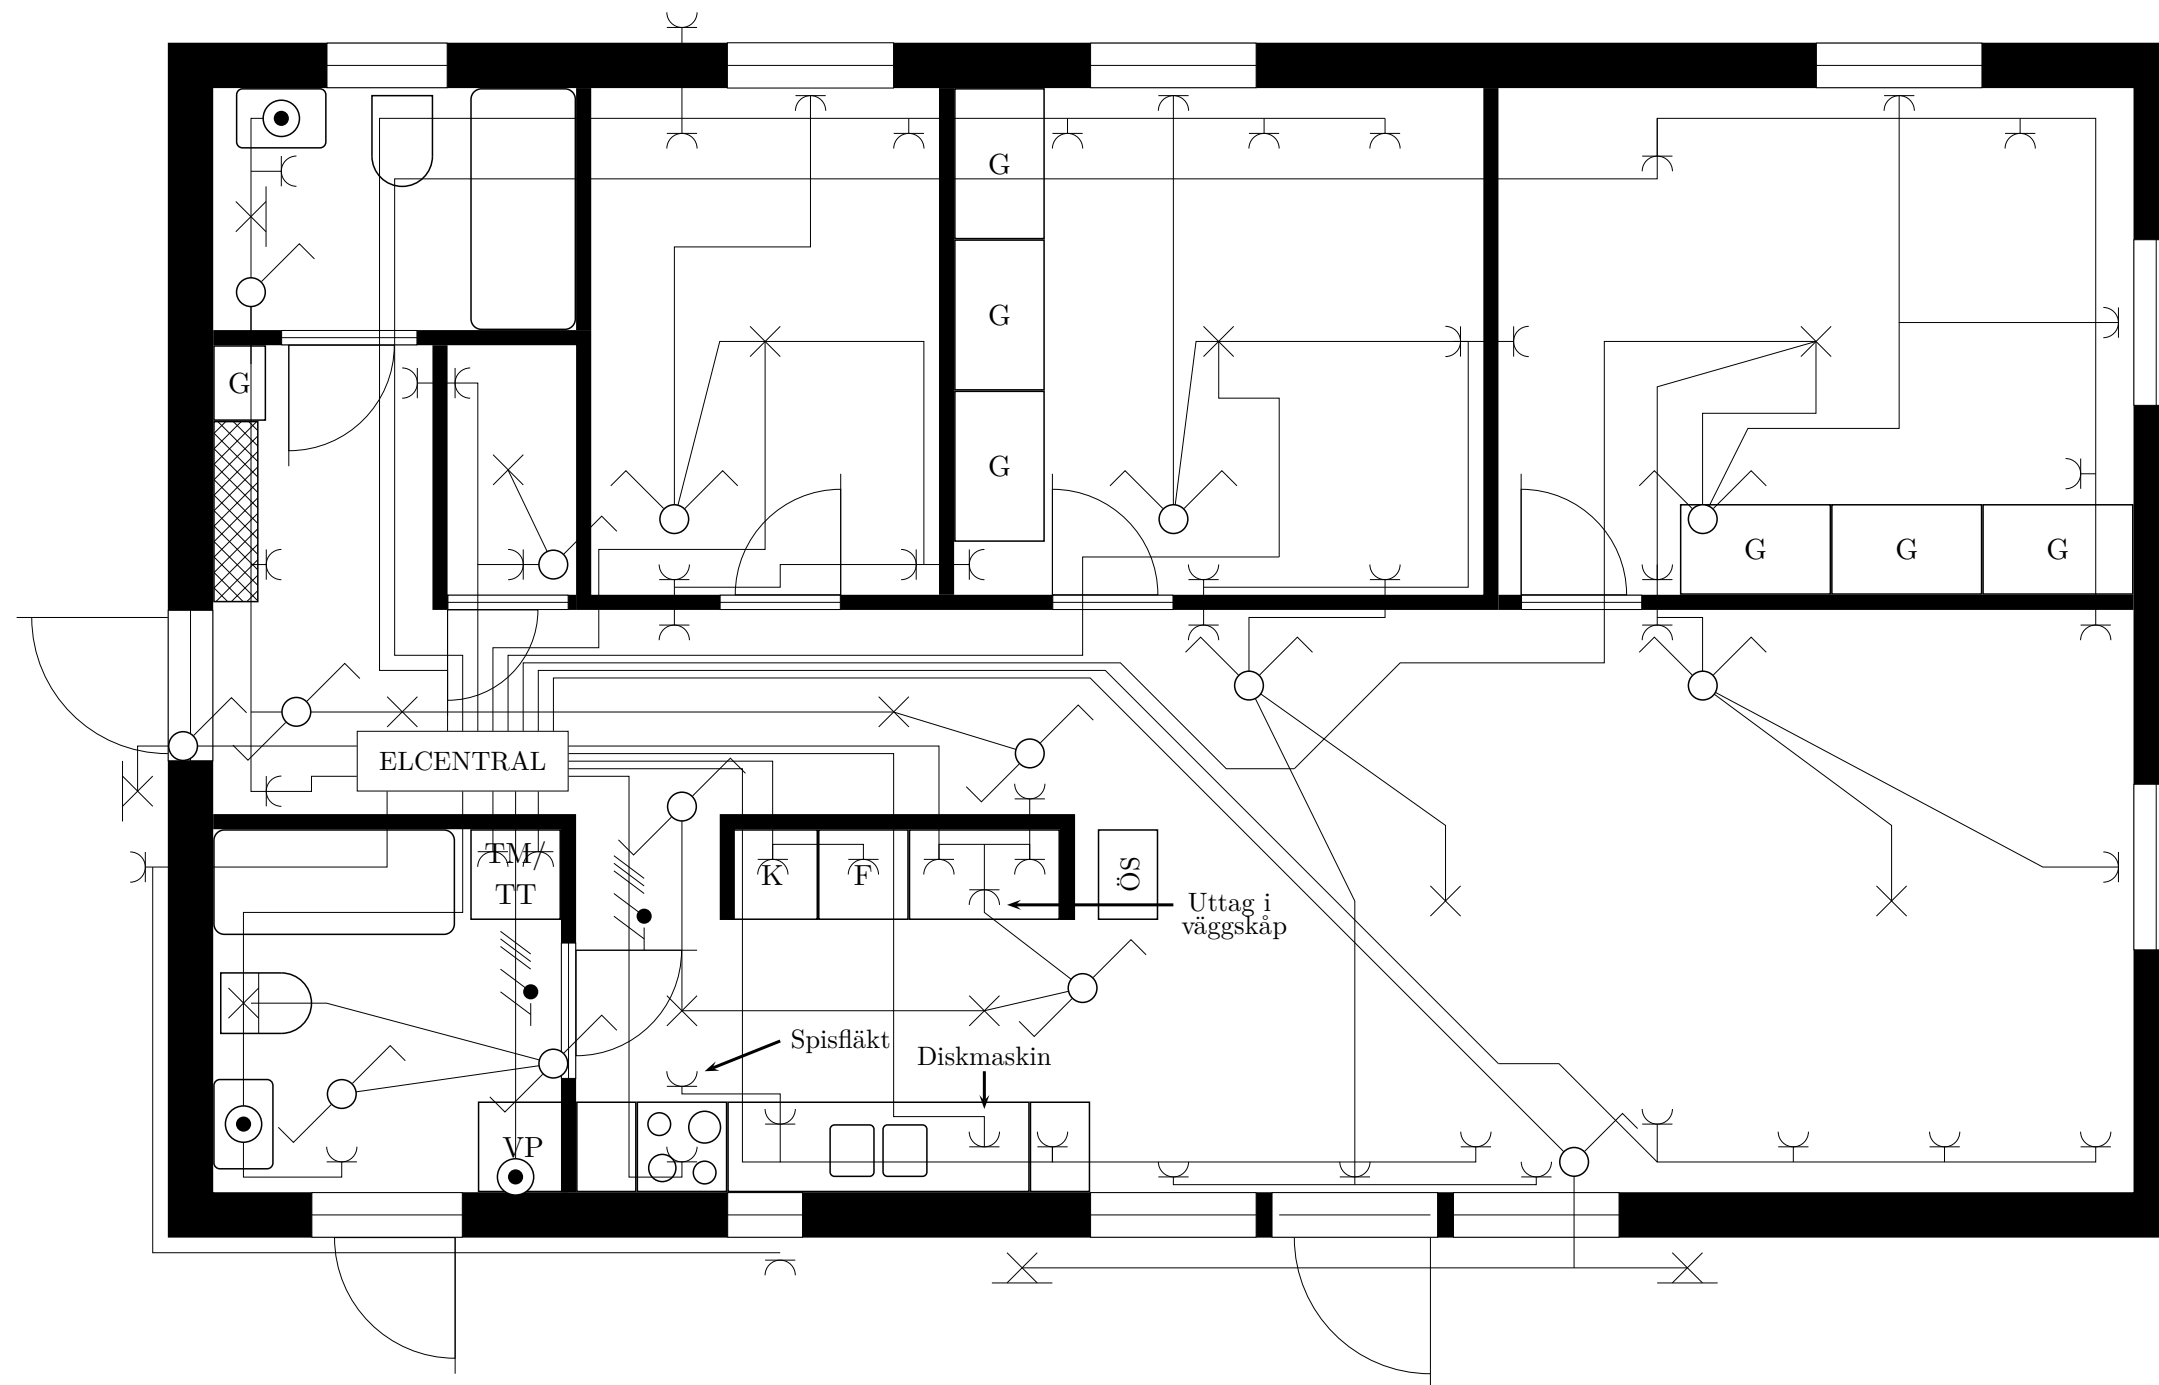 G
G
G
G
G
G
G
ELCENTRAL
TM/
TT
K
F
ÖS
Uttag i
väggskåp
Spisfläkt
Diskmaskin
VP